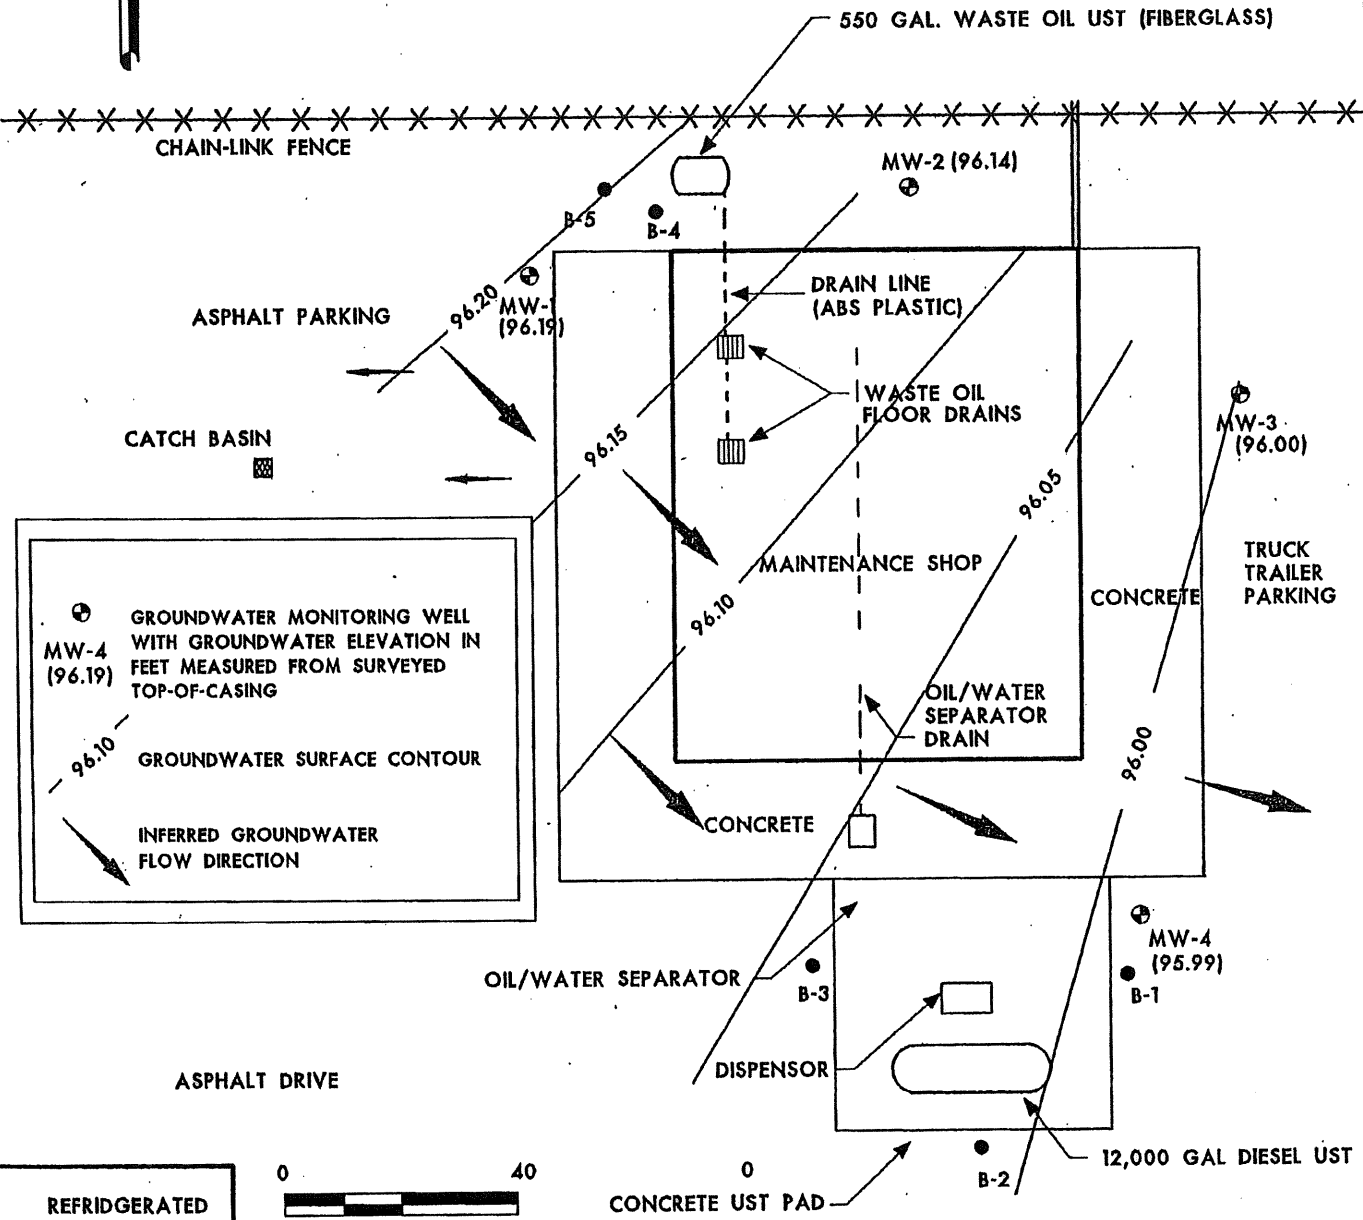 550 GAL. WASTE OIL UST (FIBERGLASS)
CHAIN-LINK FENCE
MW-2 (96.14)
B-5
B-4
96.20
MW-1
(96.19)
ASPHALT PARKING
DRAIN LINE
(ABS PLASTIC)
WASTE OIL
FLOOR DRAINS
MW-3
(96.00)
CATCH BASIN
96.15
96.05
MAINTENANCE SHOP
TRUCK
TRAILER
PARKING
CONCRETE
96.10
MW-4
(96.19)
GROUNDWATER MONITORING WELL
WITH GROUNDWATER ELEVATION IN
FEET MEASURED FROM SURVEYED
TOP-OF-CASING
96.10
GROUNDWATER SURFACE CONTOUR
INFERRED GROUNDWATER
FLOW DIRECTION
OIL/WATER
SEPARATOR
DRAIN
96.00
CONCRETE
MW-4
(95.99)
OIL/WATER SEPARATOR
B-3
B-1
DISPENSOR
ASPHALT DRIVE
12,000 GAL DIESEL UST
B-2
0 40 0
CONCRETE UST PAD
REFRIDGERATED